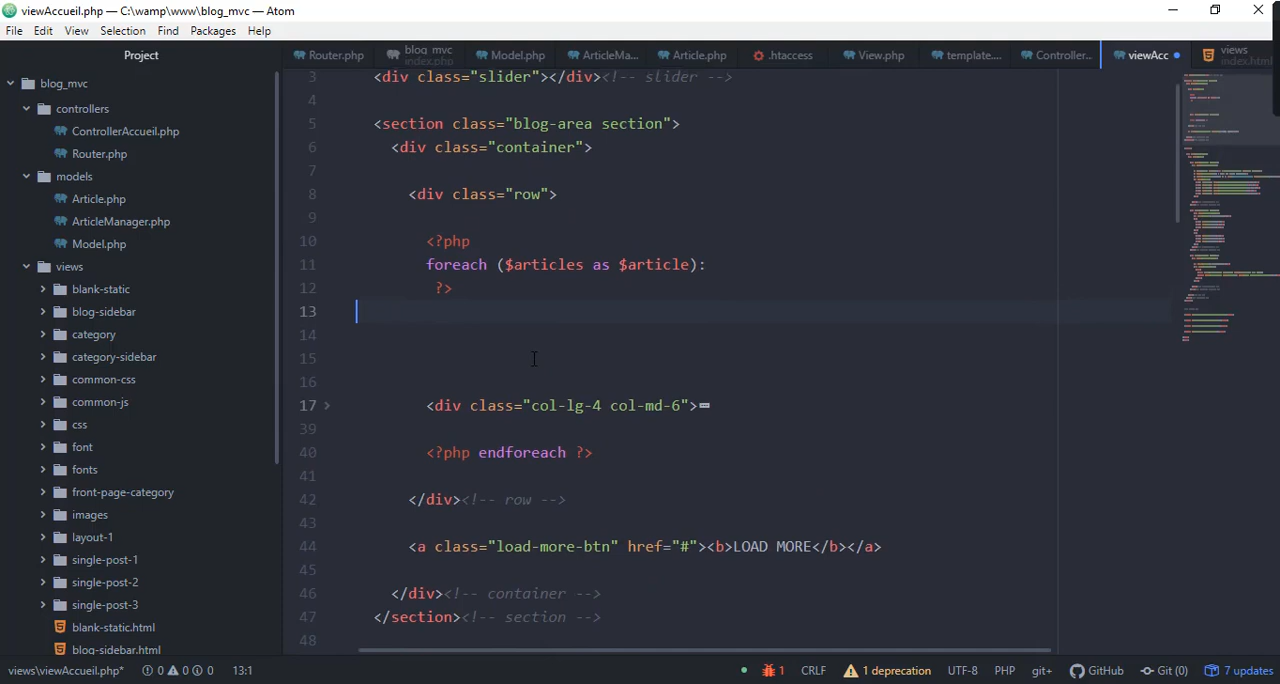 viewAccueil.php — C:\wamp\www\blog_mvc — Atom
File Edit View Selection Find Packages Help
Project
Router.php
blog_mvc
index.php
Model.php
ArticleMa...
Article.php
.htaccess
View.php
template....
Controller..
viewAcc
views
index.html
blog_mvc
controllers
ControllerAccueil.php
Router.php
models
Article.php
ArticleManager.php
Model.php
views
blank-static
blog-sidebar
category
category-sidebar
common-css
common-js
css
font
fonts
front-page-category
images
layout-1
single-post-1
single-post-2
single-post-3
blank-static.html
blog-sidebar.html
3 <div class="slider"></div><!-- slider -->
4
5 <section class="blog-area section">
6 <div class="container">
7
8 <div class="row">
9
10 <?php
11 foreach ($articles as $article):
12 ?>
13
14
15
16
17 <div class="col-lg-4 col-md-6">
39
40 <?php endforeach ?>
41
42 </div><!-- row -->
43
44 <a class="load-more-btn" href="#"><b>LOAD MORE</b></a>
45
46 </div><!-- container -->
47 </section><!-- section -->
48
views\viewAccueil.php* 0 0 0 13:1 1 CRLF 1 deprecation UTF-8 PHP git+ GitHub Git (0) 7 updates